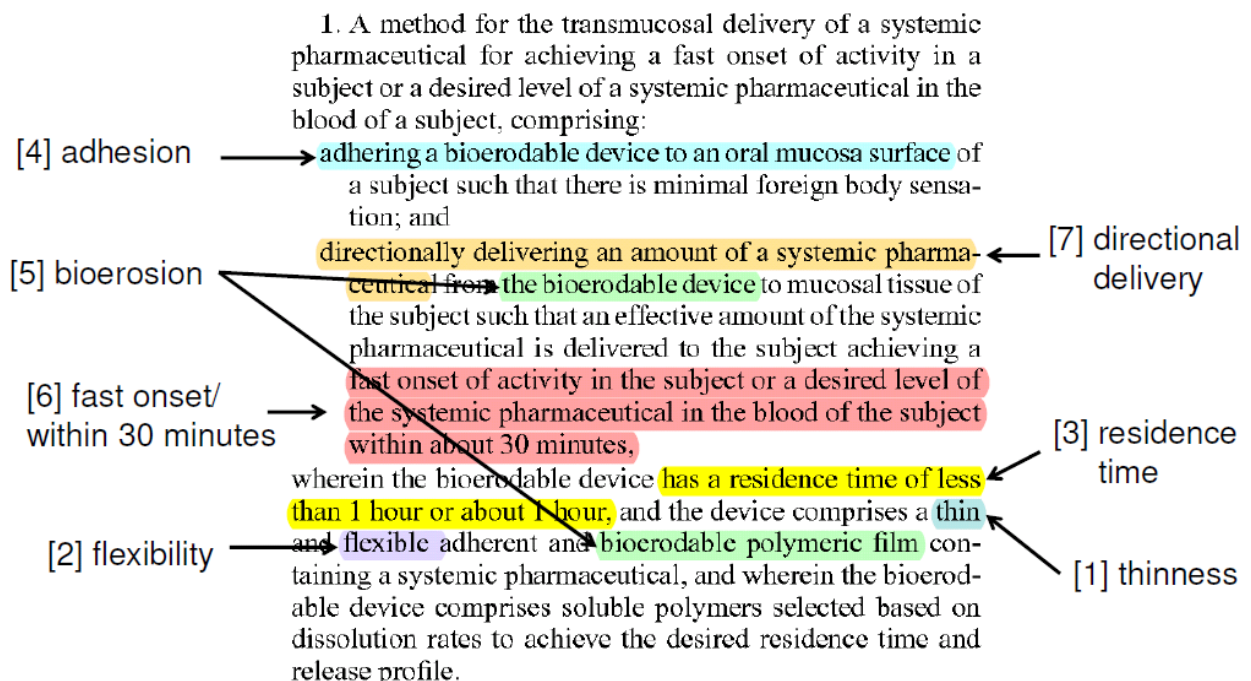 1. A method for the transmucosal delivery of a systemic
pharmaceutical for achieving a fast onset of activity in a
subject or a desired level of a systemic pharmaceutical in the
blood of a subject, comprising:
[4] adhesion
adhering a bioerodable device to an oral mucosa surface of
a subject such that there is minimal foreign body sensa-
tion; and
directionally delivering an amount of a systemic pharma-
[7] directional
delivery
[5] bioerosion
ceutical from the bioerodable device to mucosal tissue of
the subject such that an effective amount of the systemic
pharmaceutical is delivered to the subject achieving a
fast onset of activity in the subject or a desired level of
[6] fast onset/
within 30 minutes
the systemic pharmaceutical in the blood of the subject
within about 30 minutes,
[3] residence
time
wherein the bioerodable device has a residence time of less
than 1 hour or about 1 hour, and the device comprises a thin
[2] flexibility
and flexible adherent and bioerodable polymeric film con-
[1] thinness
taining a systemic pharmaceutical, and wherein the bioerod-
able device comprises soluble polymers selected based on
dissolution rates to achieve the desired residence time and
release profile.